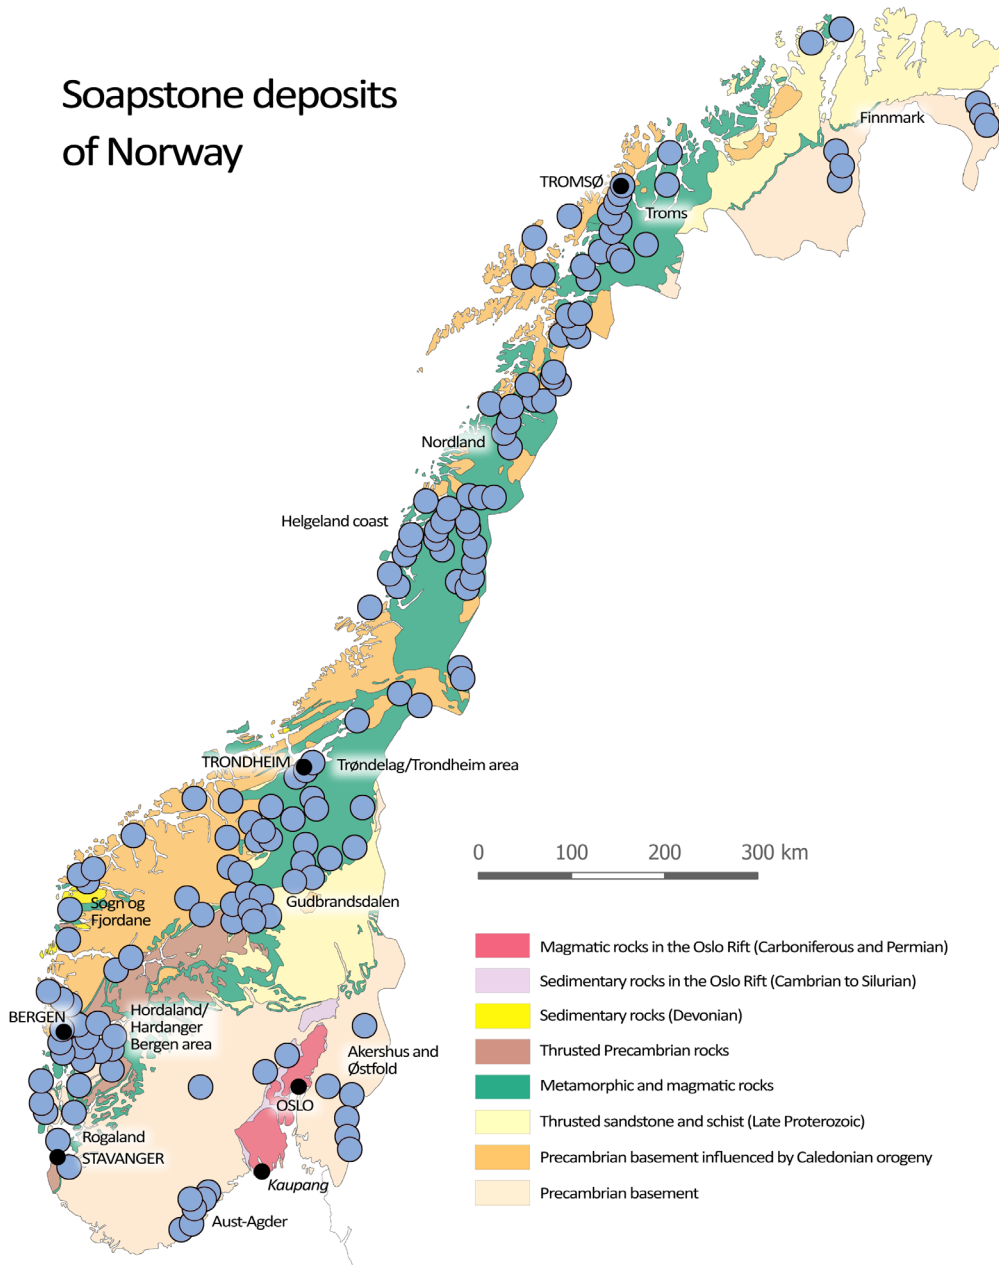 Soapstone deposits
of Norway
Finnmark
TROMSØ
Troms
Nordland
Helgeland coast
TRONDHEIM
Trøndelag/Trondheim area
Gudbrandsdalen
Sogn og
Fjordane
BERGEN
Hordaland/
Hardanger
Bergen area
Akershus and
Østfold
OSLO
Rogaland
STAVANGER
Kaupang
Aust-Agder
0 100 200 300 km
Magmatic rocks in the Oslo Rift (Carboniferous and Permian)
Sedimentary rocks in the Oslo Rift (Cambrian to Silurian)
Sedimentary rocks (Devonian)
Thrusted Precambrian rocks
Metamorphic and magmatic rocks
Thrusted sandstone and schist (Late Proterozoic)
Precambrian basement influenced by Caledonian orogeny
Precambrian basement